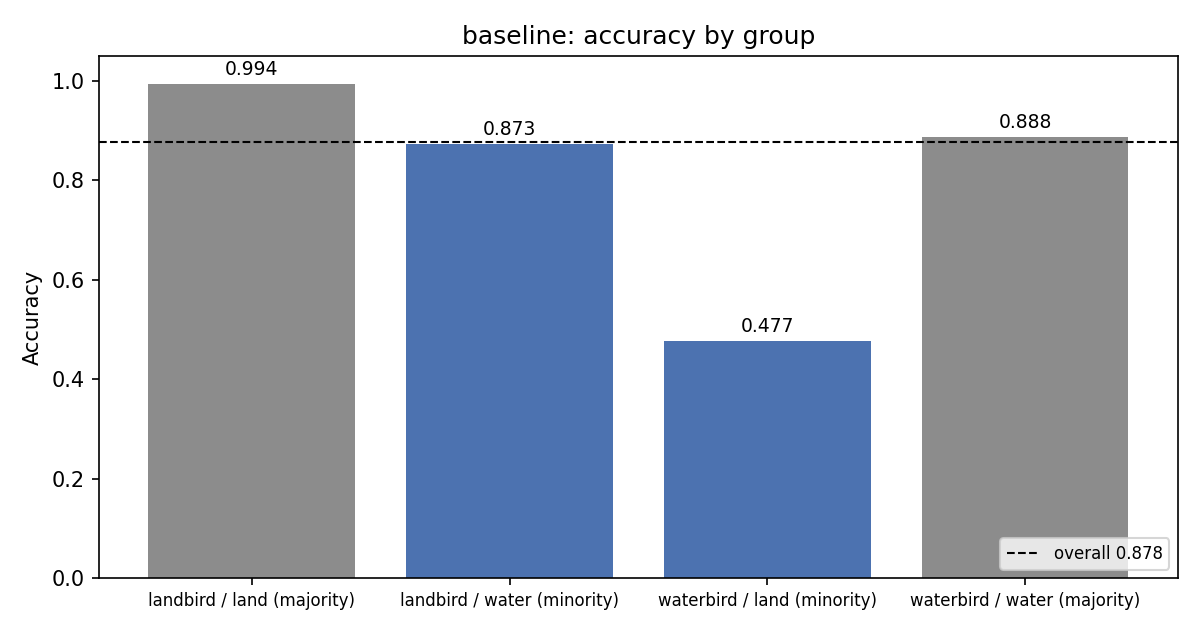 baseline: accuracy by group
Accuracy
1.0
0.8
0.6
0.4
0.2
0.0
0.994
0.873
0.477
0.888
overall 0.878
landbird / land (majority)
landbird / water (minority)
waterbird / land (minority)
waterbird / water (majority)